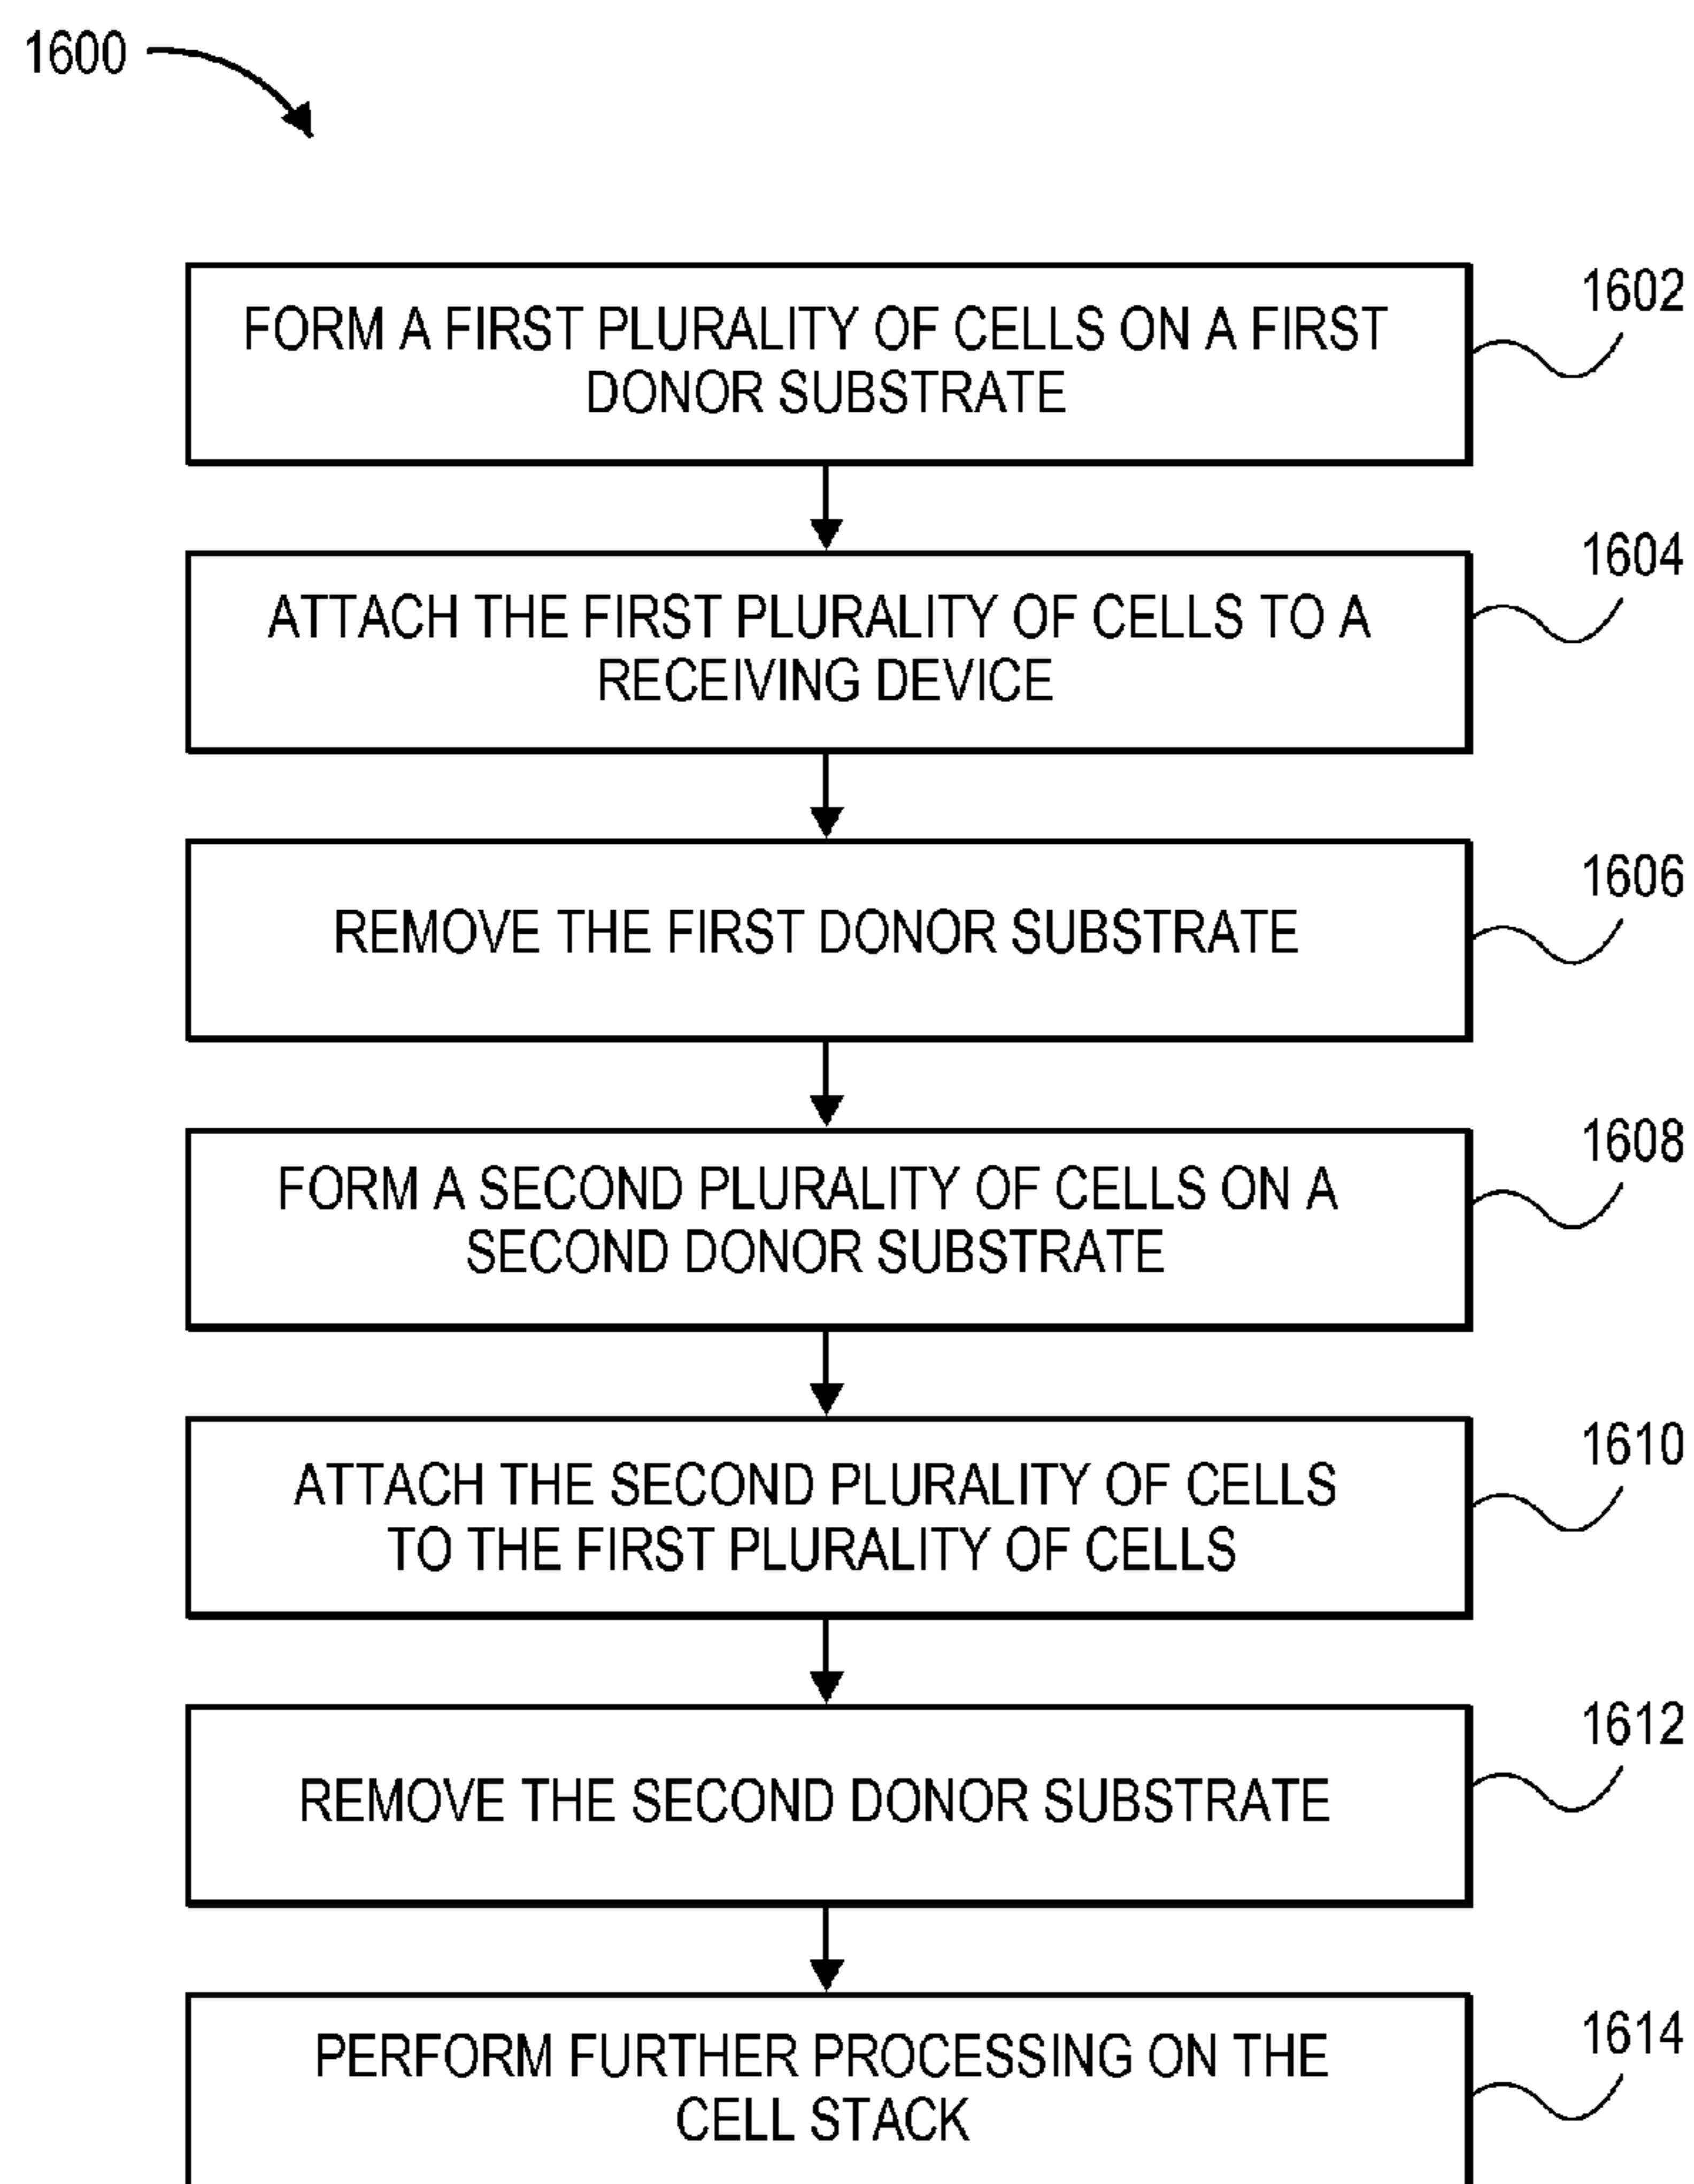 1600
FORM A FIRST PLURALITY OF CELLS ON A FIRST
DONOR SUBSTRATE
1602
ATTACH THE FIRST PLURALITY OF CELLS TO A
RECEIVING DEVICE
1604
REMOVE THE FIRST DONOR SUBSTRATE
1606
FORM A SECOND PLURALITY OF CELLS ON A
SECOND DONOR SUBSTRATE
1608
ATTACH THE SECOND PLURALITY OF CELLS
TO THE FIRST PLURALITY OF CELLS
1610
REMOVE THE SECOND DONOR SUBSTRATE
1612
PERFORM FURTHER PROCESSING ON THE
CELL STACK
1614